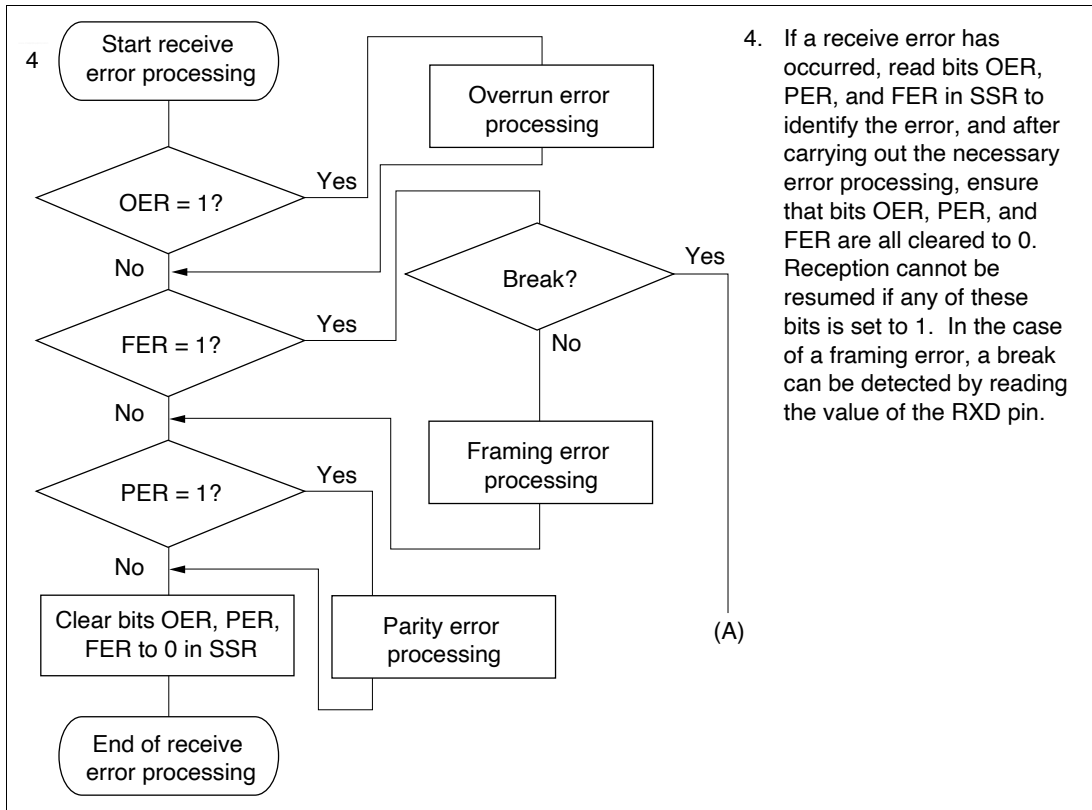 4
Start receive
error processing
Overrun error
processing
Yes
OER = 1?
No
Break?
Yes
Yes
FER = 1?
No
No
Framing error
processing
Yes
PER = 1?
No
Clear bits OER, PER,
FER to 0 in SSR
Parity error
processing
(A)
End of receive
error processing
4. If a receive error has
occurred, read bits OER,
PER, and FER in SSR to
identify the error, and after
carrying out the necessary
error processing, ensure
that bits OER, PER, and
FER are all cleared to 0.
Reception cannot be
resumed if any of these
bits is set to 1. In the case
of a framing error, a break
can be detected by reading
the value of the RXD pin.